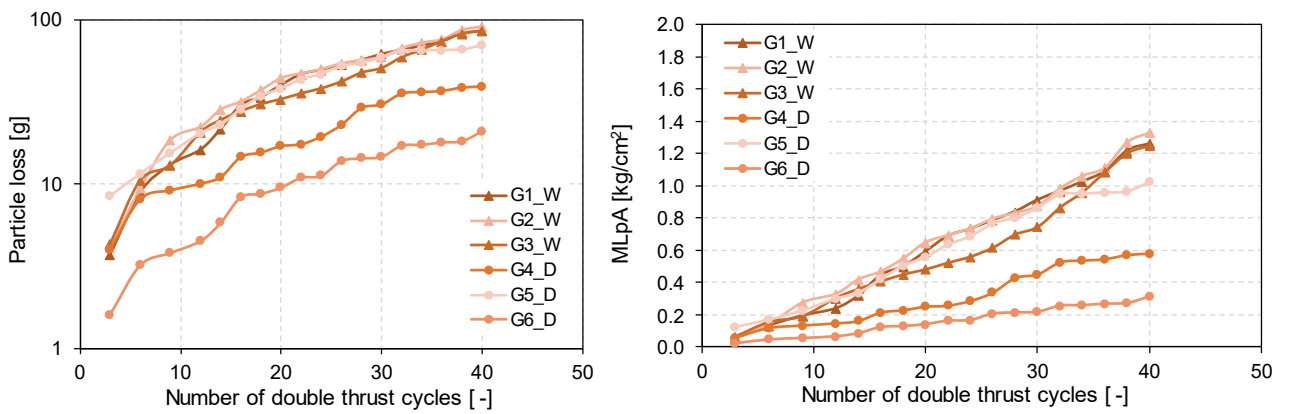 100
10
1
0
10
20
30
40
50
Particle loss [g]
Number of double thrust cycles [ -]
G1_W
G2_W
G3_W
G4_D
G5_D
G6_D
2.0
1.8
1.6
1.4
1.2
1.0
0.8
0.6
0.4
0.2
0.0
0
10
20
30
40
50
MLpA [kg/cm²]
Number of double thrust cycles [ -]
G1_W
G2_W
G3_W
G4_D
G5_D
G6_D